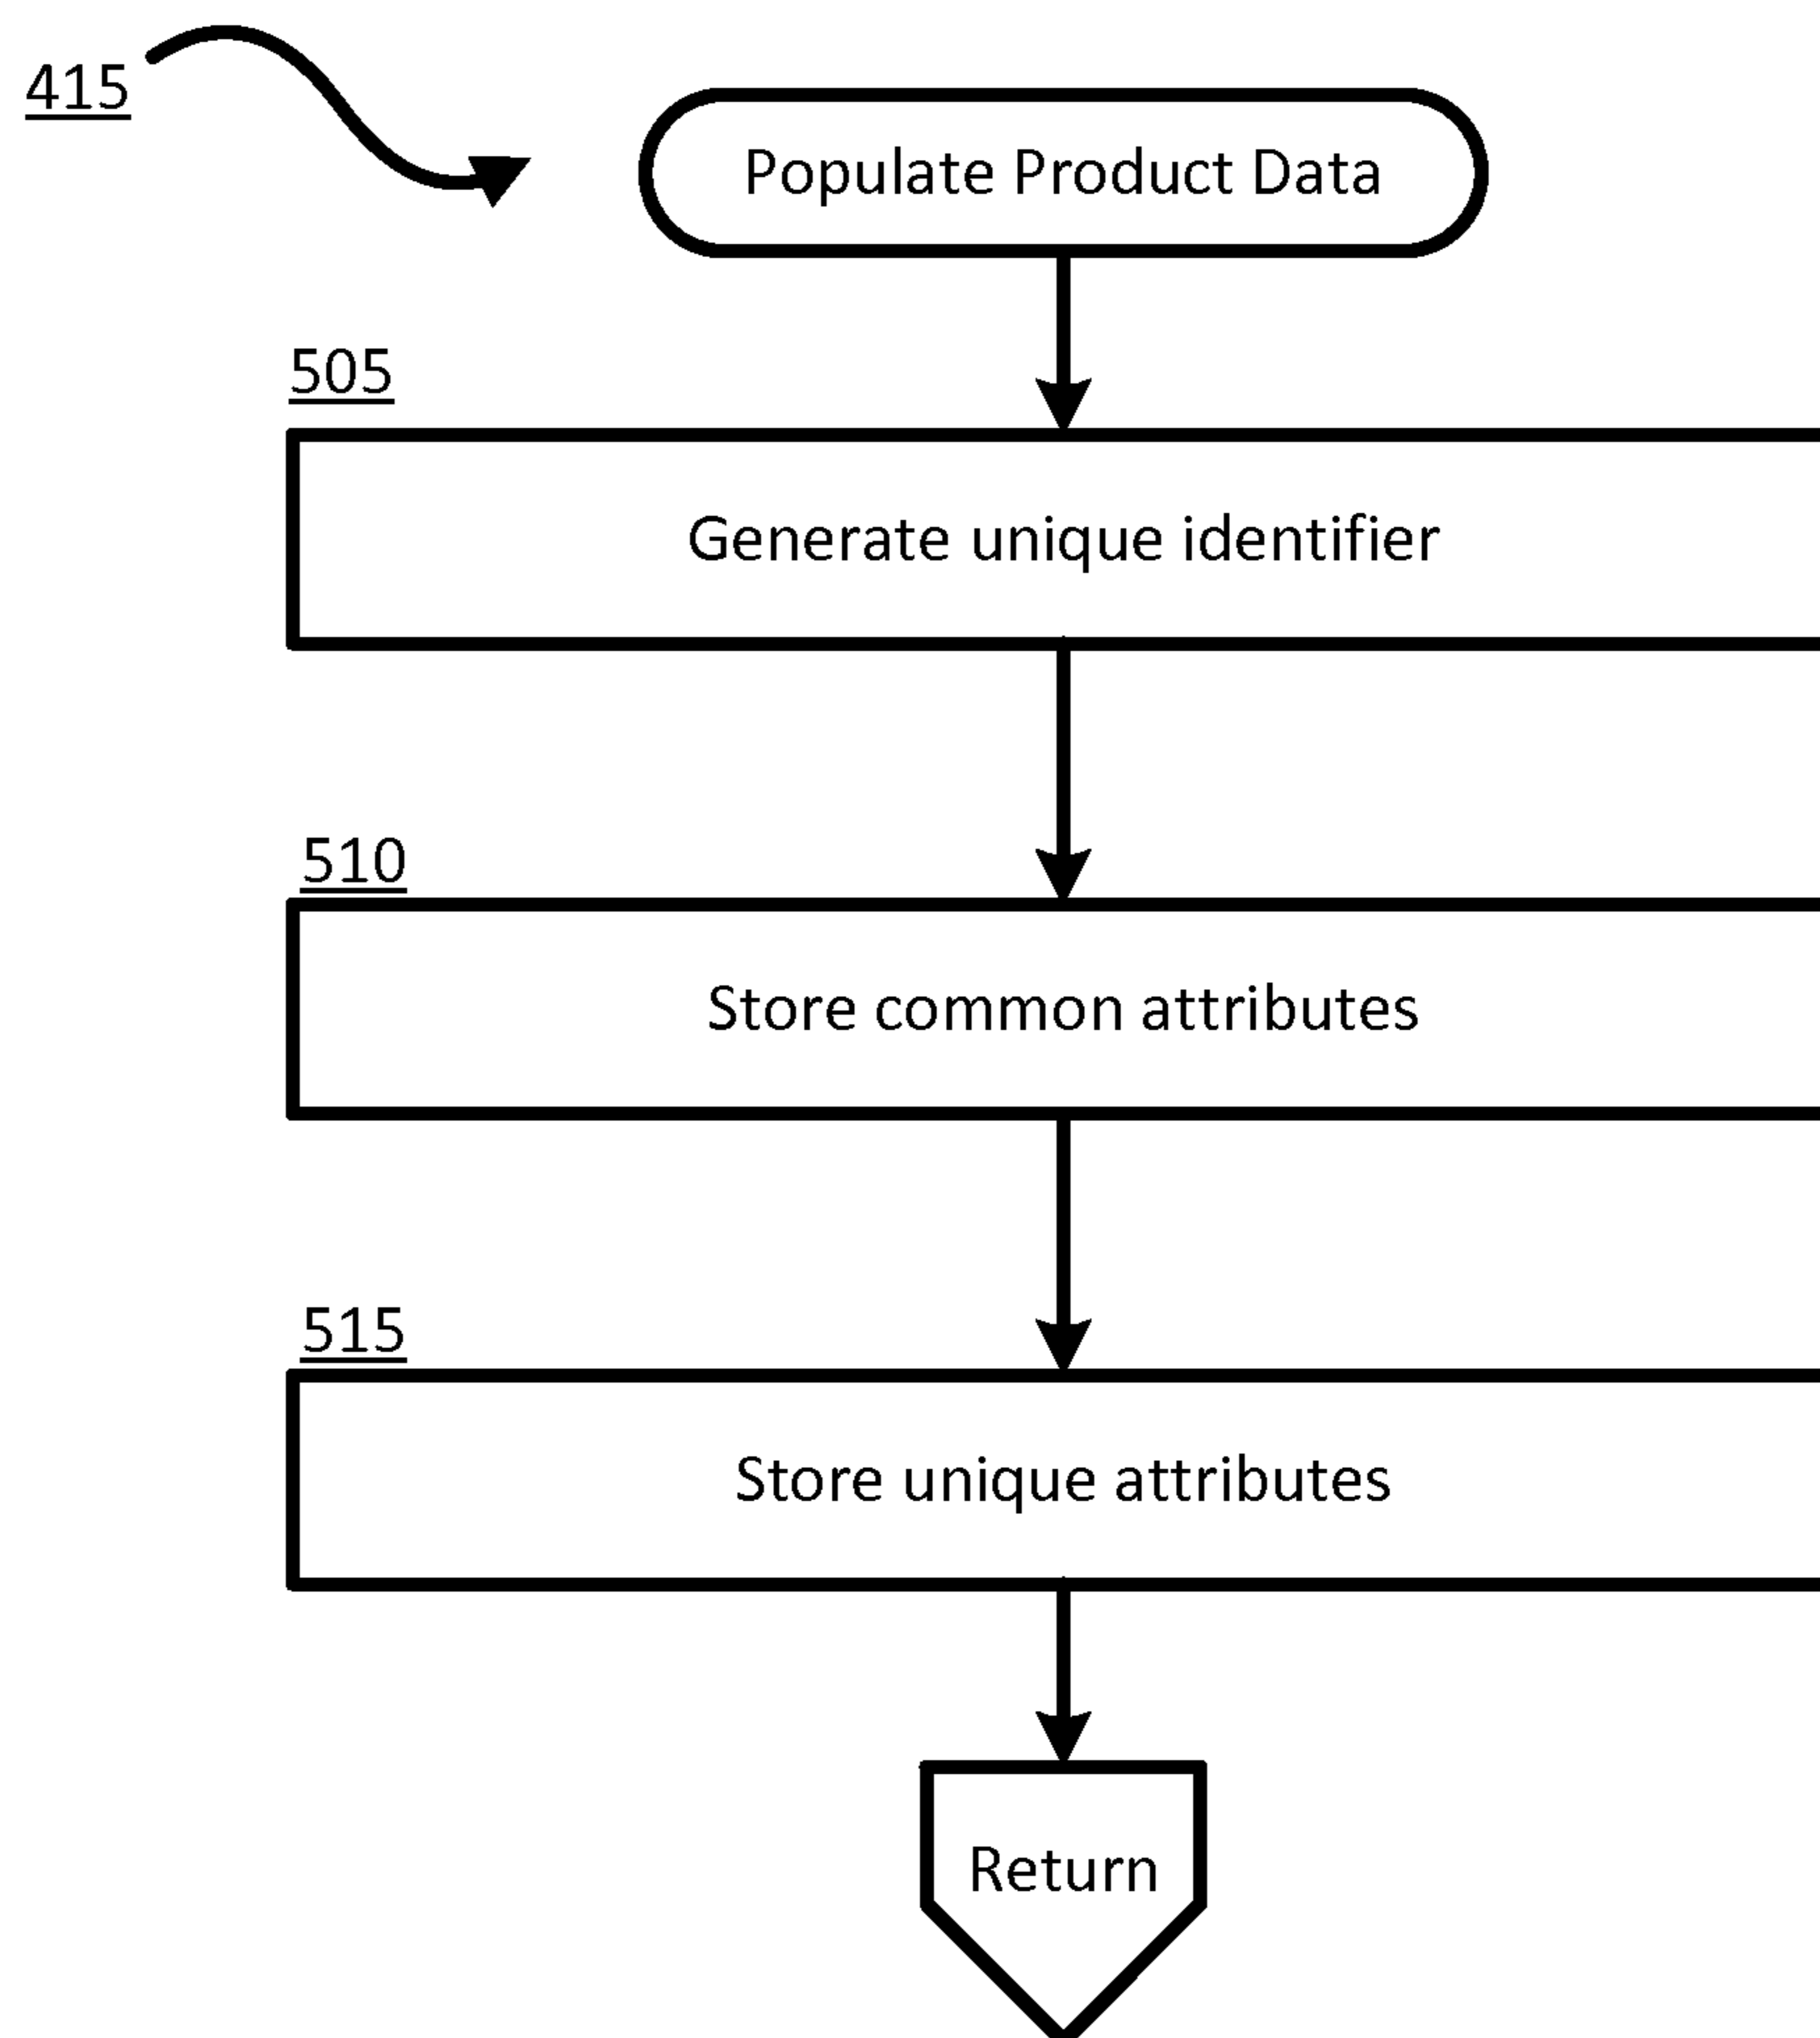 415
Populate Product Data
505
Generate unique identifier
510
Store common attributes
515
Store unique attributes
Return